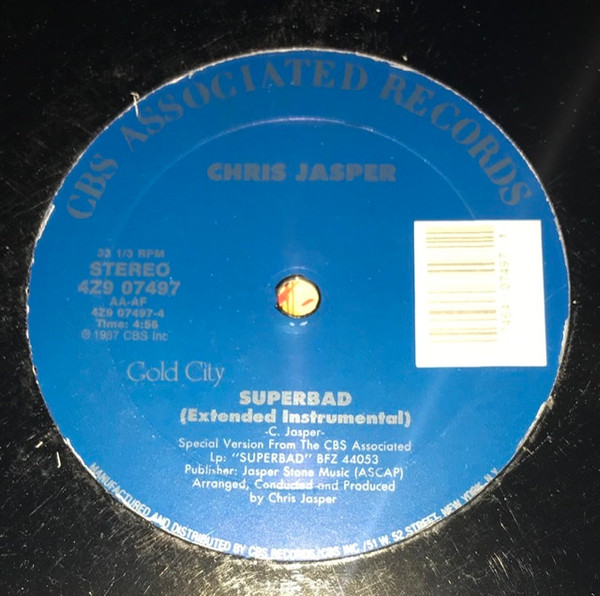 CBS ASSOCIATED RECORDS
CHRIS JASPER
33 1/3 RPM
STEREO
4Z9 07497
AA-AF
4Z9 07497-4
Time: 4:56
℗ 1987 CBS Inc
Gold City
SUPERBAD
(Extended Instrumental)
-C. Jasper-
Special Version From The CBS Associated
Lp: "SUPERBAD" BFZ 44053
Publisher: Jasper Stone Music (ASCAP)
Arranged, Conducted and Produced
by Chris Jasper
MANUFACTURED AND DISTRIBUTED BY CBS RECORDS/CBS INC /51 W. 52 STREET, NEW YORK, N.Y.
07497